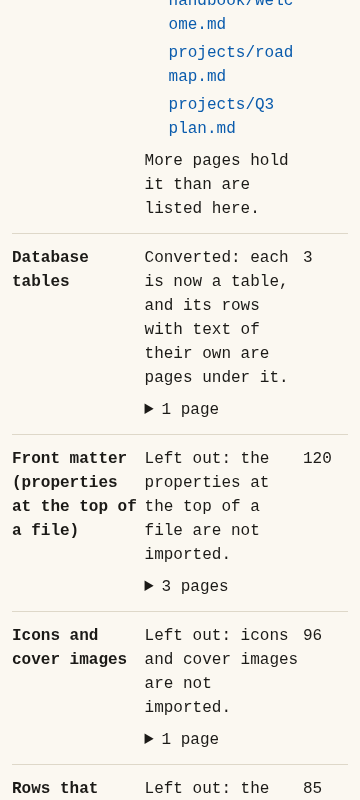 handbook/welc
ome.md
projects/road
map.md
projects/Q3
plan.md
More pages hold
it than are
listed here.
Database
tables
Converted: each
is now a table,
and its rows
with text of
their own are
pages under it.
▶ 1 page
3
Front matter
(properties
at the top of
a file)
Left out: the
properties at
the top of a
file are not
imported.
▶ 3 pages
120
Icons and
cover images
Left out: icons
and cover images
are not
imported.
▶ 1 page
96
Rows that
Left out: the
85